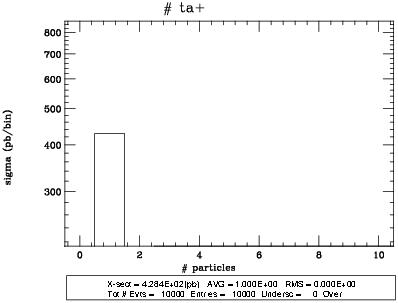 # ta+
800
700
600
500
400
300
sigma (pb/bin)
0 2 4 6 8 10
# particles
X-sect = 4.284E+02(pb) AVG = 1.000E+00 RMS = 0.000E+00
Tot # Evts = 10000 Entries = 10000 Undersc = 0 Over